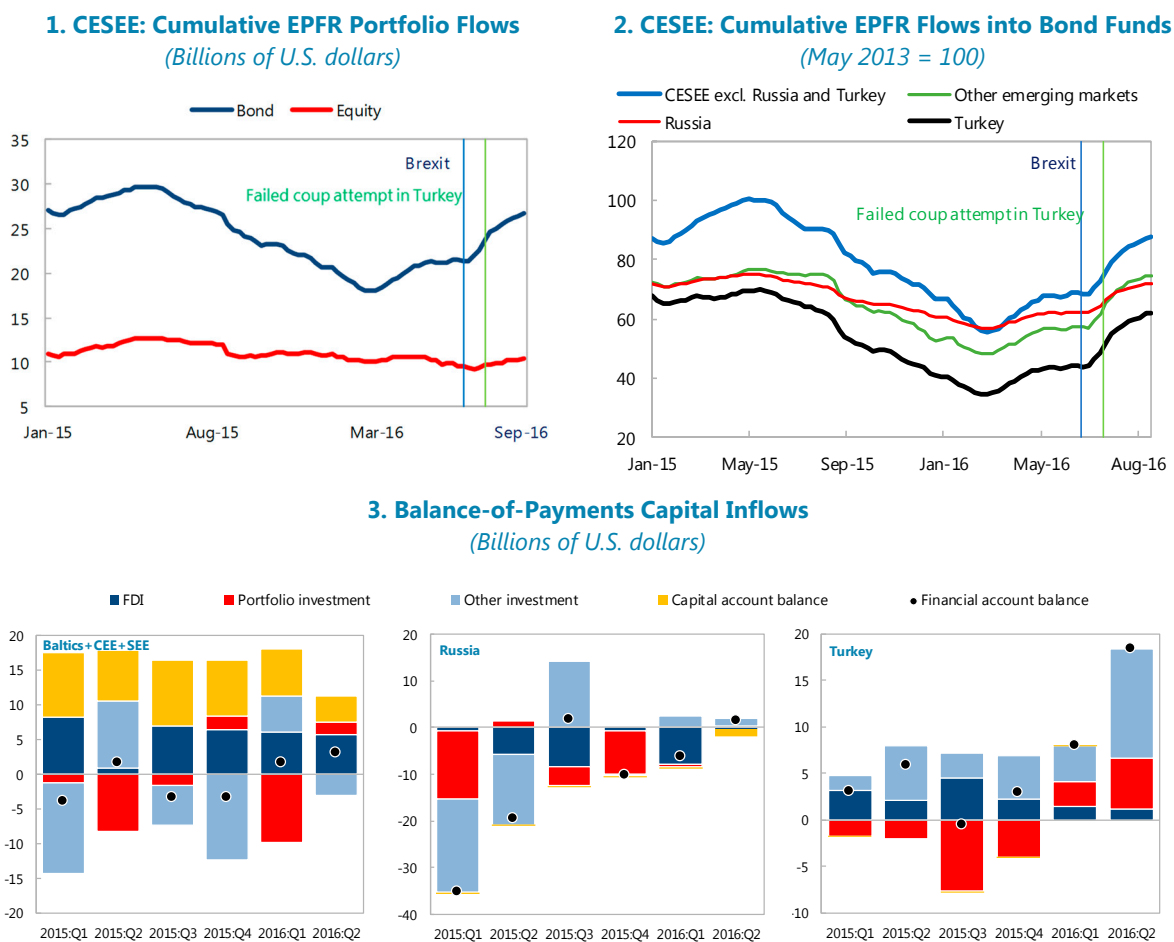 1. CESEE: Cumulative EPFR Portfolio Flows
(Billions of U.S. dollars)
Bond Equity
35
30
25
20
15
10
5
Brexit
Failed coup attempt in Turkey
Jan-15 Aug-15 Mar-16 Sep-16
2. CESEE: Cumulative EPFR Flows into Bond Funds
(May 2013 = 100)
CESEE excl. Russia and Turkey Other emerging markets
Russia Turkey
120
100
80
60
40
20
Brexit
Failed coup attempt in Turkey
Jan-15 May-15 Sep-15 Jan-16 May-16 Aug-16
3. Balance-of-Payments Capital Inflows
(Billions of U.S. dollars)
FDI Portfolio investment Other investment Capital account balance Financial account balance
Baltics+CEE+SEE
20
15
10
5
0
-5
-10
-15
-20
2015:Q1 2015:Q2 2015:Q3 2015:Q4 2016:Q1 2016:Q2
Russia
20
10
0
-10
-20
-30
-40
2015:Q1 2015:Q2 2015:Q3 2015:Q4 2016:Q1 2016:Q2
Turkey
20
15
10
5
0
-5
-10
2015:Q1 2015:Q2 2015:Q3 2015:Q4 2016:Q1 2016:Q2